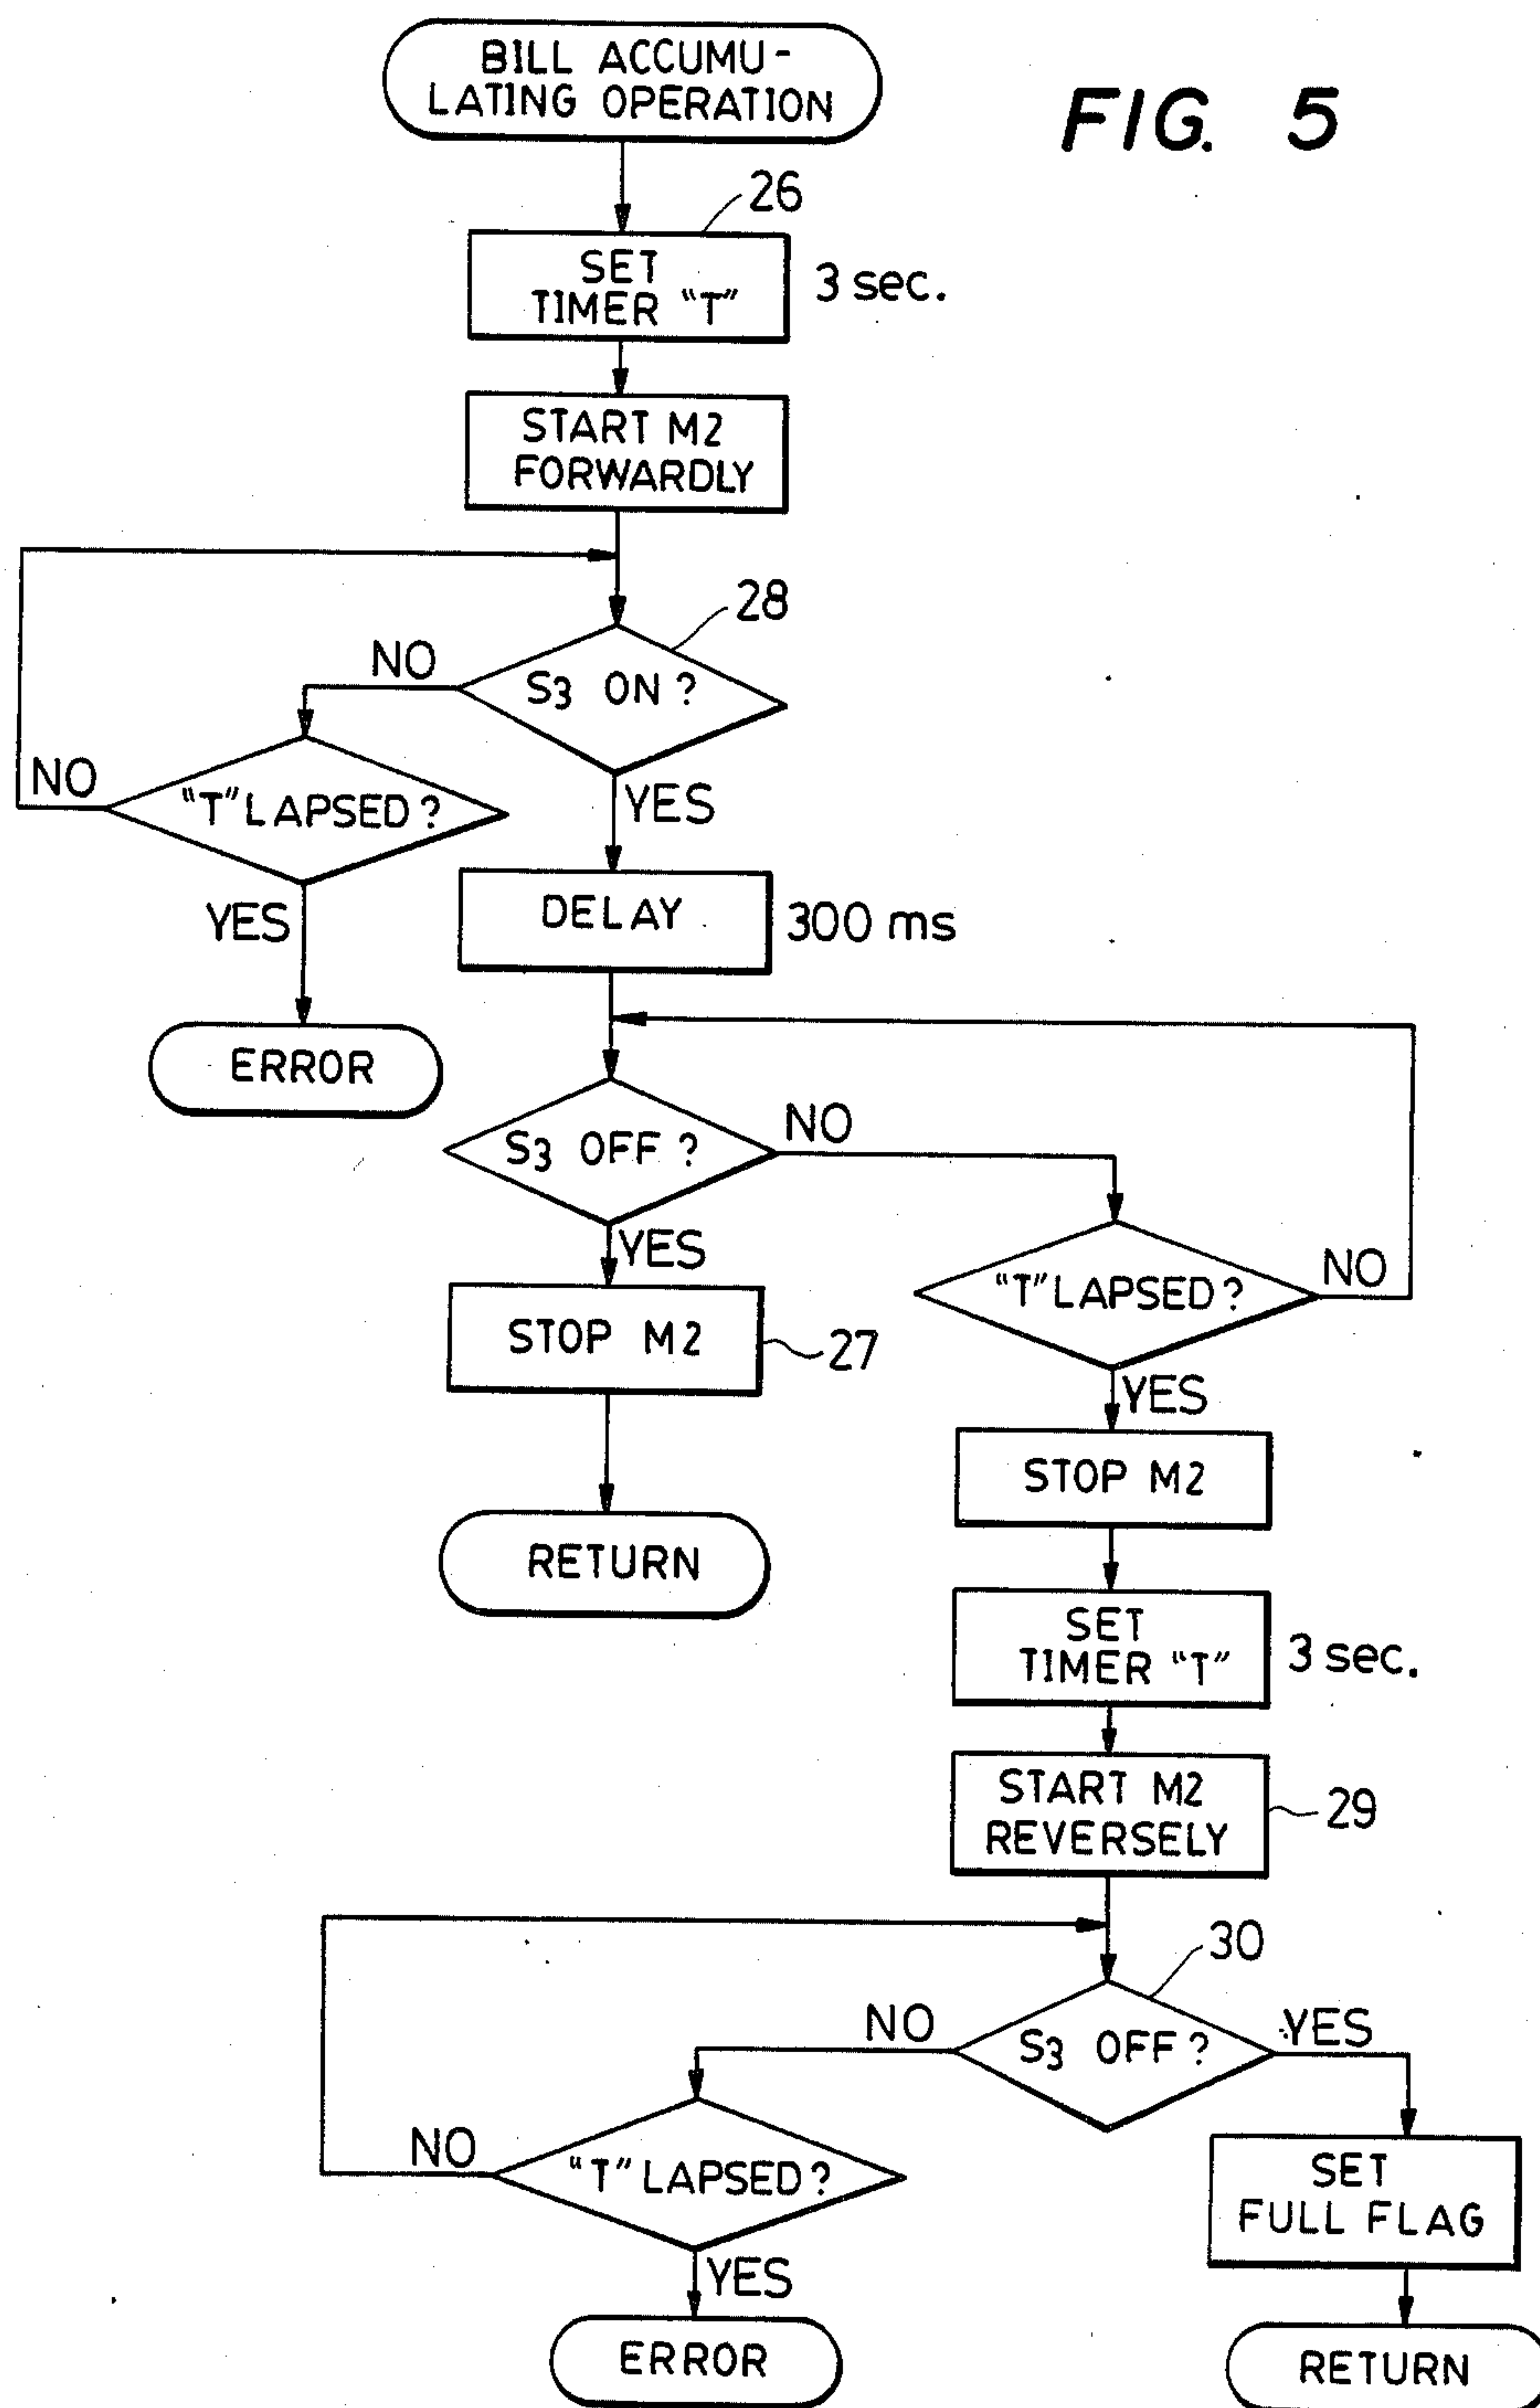 BILL ACCUMU-
LATING OPERATION
FIG. 5
26
SET
TIMER "T"
3 sec.
START M2
FORWARDLY
28
S3 ON?
NO
"T" LAPSED?
NO
YES
YES
DELAY
300 ms
ERROR
S3 OFF?
NO
YES
"T" LAPSED?
NO
STOP M2
27
YES
RETURN
STOP M2
SET
TIMER "T"
3 sec.
START M2
REVERSELY
29
30
S3 OFF?
NO
YES
"T" LAPSED?
NO
SET
FULL FLAG
YES
ERROR
RETURN